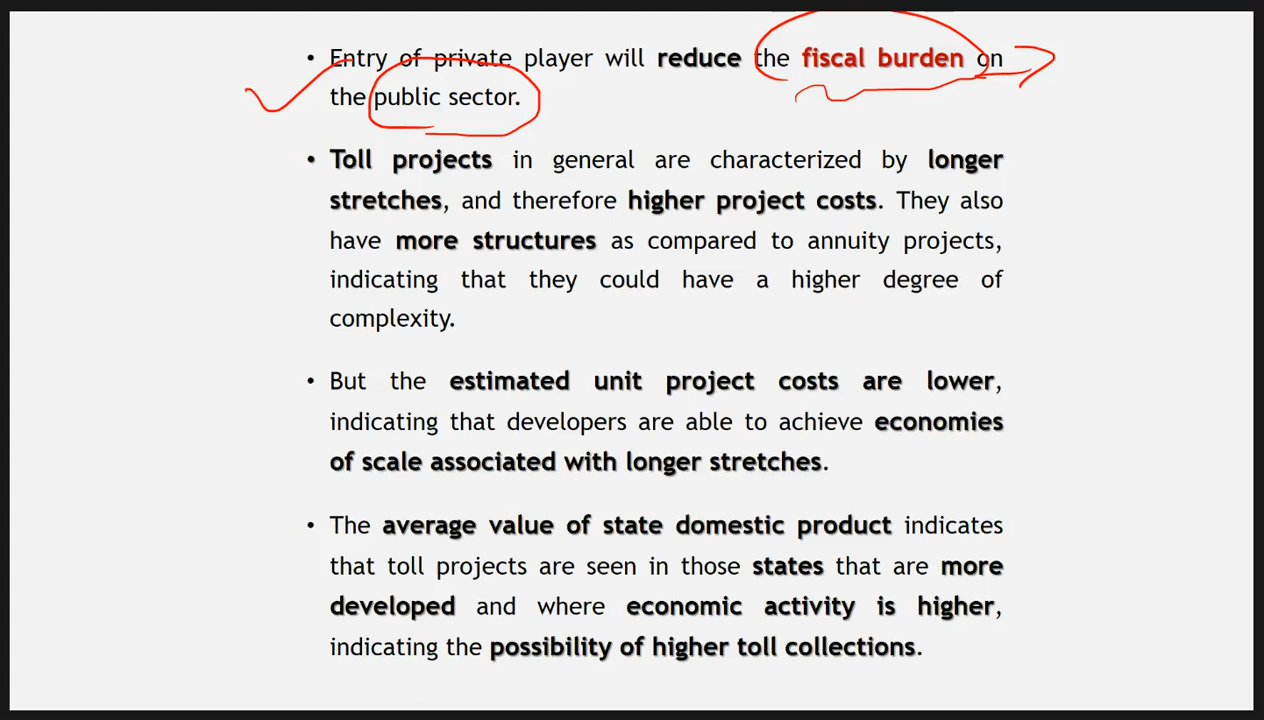 • Entry of private player will reduce the fiscal burden on
the public sector.
• Toll projects in general are characterized by longer
stretches, and therefore higher project costs. They also
have more structures as compared to annuity projects,
indicating that they could have a higher degree of
complexity.
• But the estimated unit project costs are lower,
indicating that developers are able to achieve economies
of scale associated with longer stretches.
• The average value of state domestic product indicates
that toll projects are seen in those states that are more
developed and where economic activity is higher,
indicating the possibility of higher toll collections.